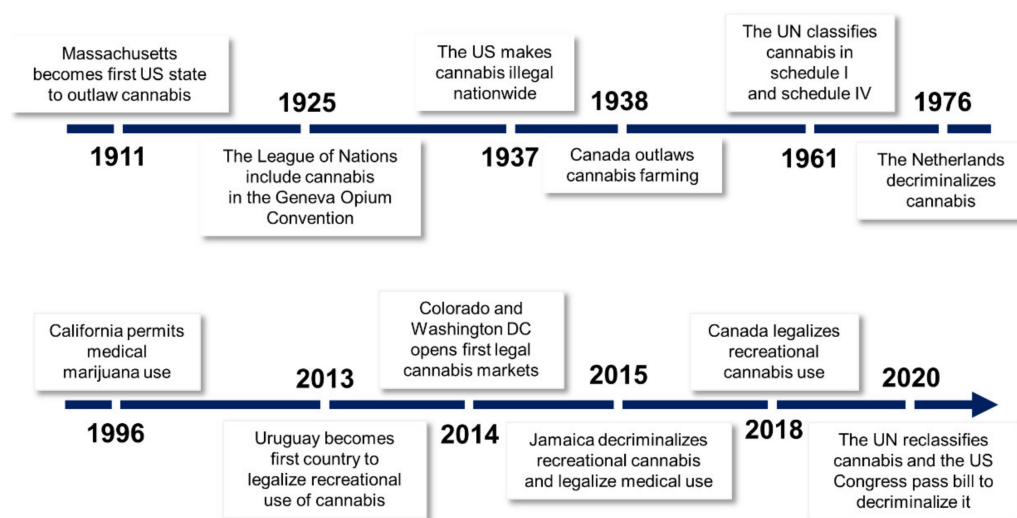 Massachusetts
becomes first US state
to outlaw cannabis
1911
1925
The League of Nations
include cannabis
in the Geneva Opium
Convention
The US makes
cannabis illegal
nationwide
1937
1938
Canada outlaws
cannabis farming
The UN classifies
cannabis in
schedule I
and schedule IV
1961
1976
The Netherlands
decriminalizes
cannabis
California permits
medical
marijuana use
1996
2013
Uruguay becomes
first country to
legalize recreational
use of cannabis
Colorado and
Washington DC
opens first legal
cannabis markets
2014
2015
Jamaica decriminalizes
recreational cannabis
and legalize medical use
Canada legalizes
recreational
cannabis use
2018
2020
The UN reclassifies
cannabis and the US
Congress pass bill to
decriminalize it